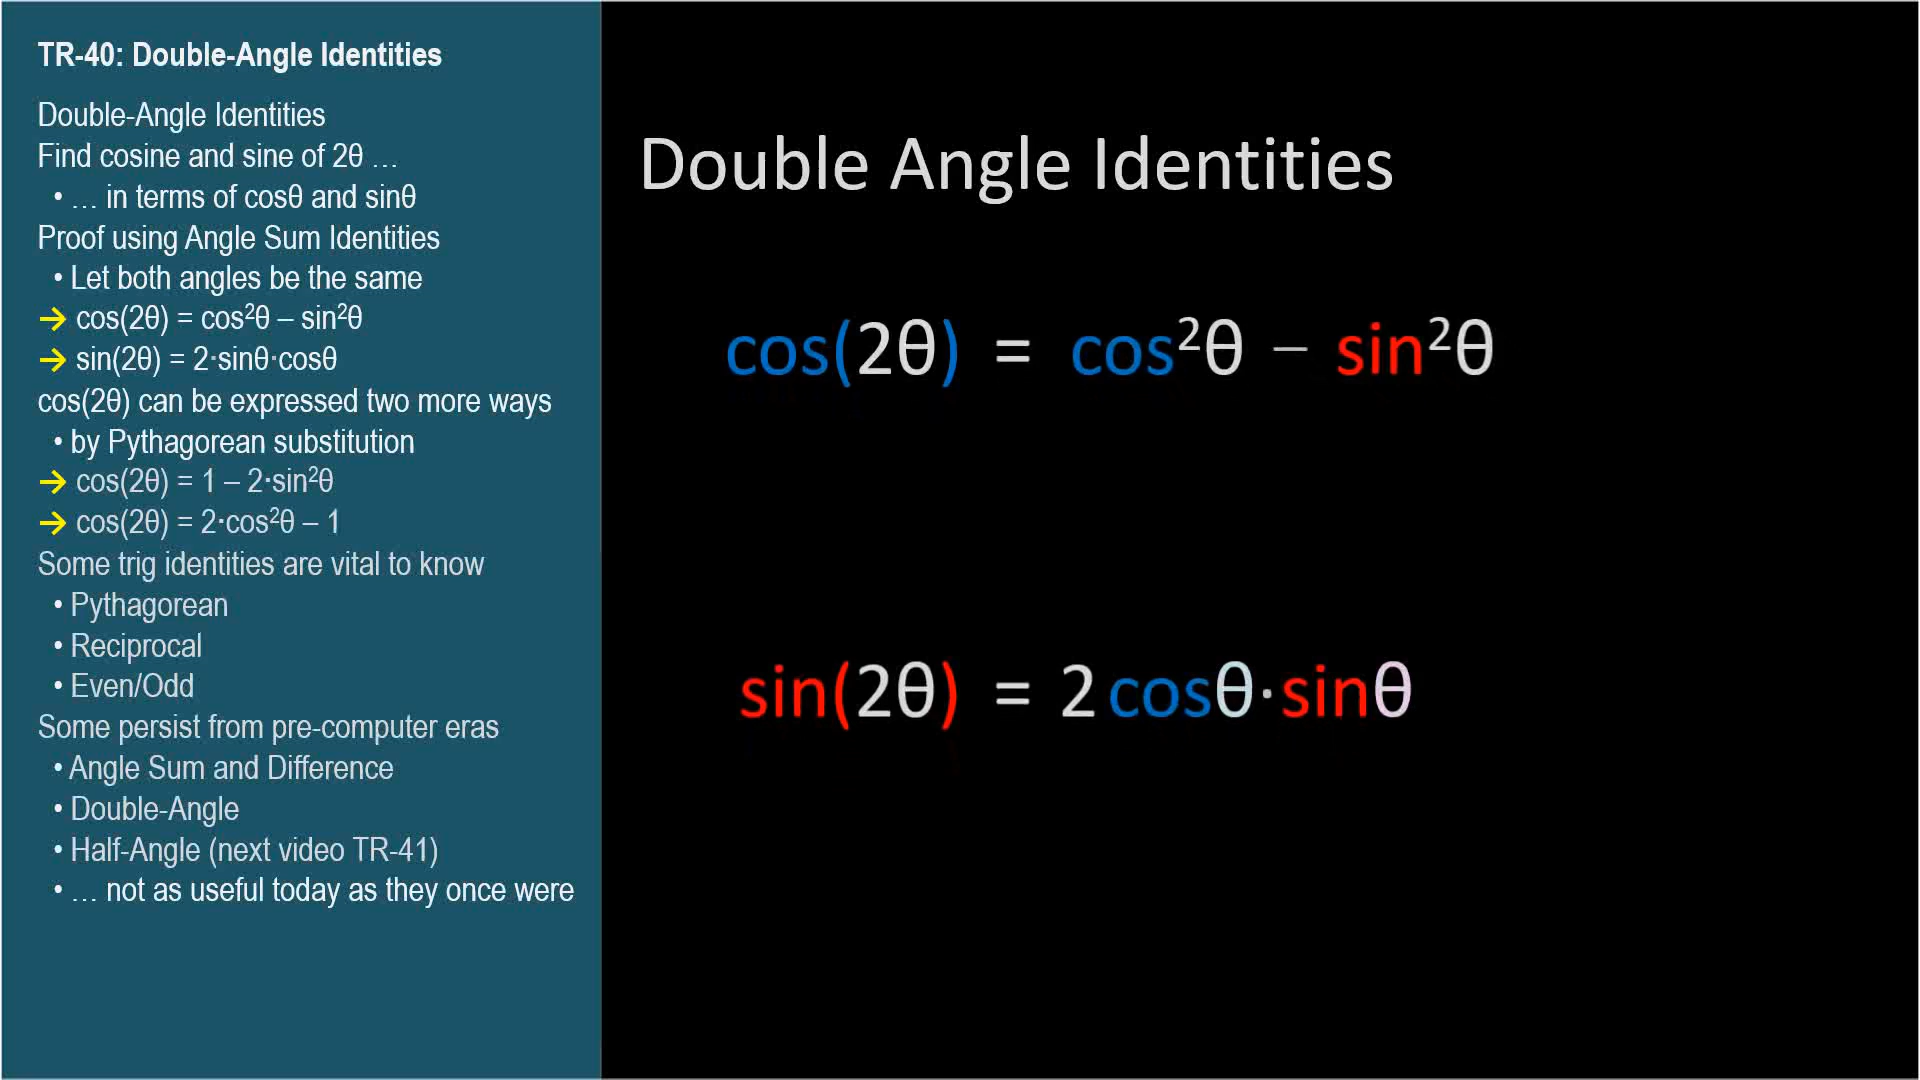 TR-40: Double-Angle Identities
Double-Angle Identities
Find cosine and sine of 2θ …
• … in terms of cosθ and sinθ
Proof using Angle Sum Identities
• Let both angles be the same
→ cos(2θ) = cos²θ – sin²θ
→ sin(2θ) = 2·sinθ·cosθ
cos(2θ) can be expressed two more ways
• by Pythagorean substitution
→ cos(2θ) = 1 – 2·sin²θ
→ cos(2θ) = 2·cos²θ – 1
Some trig identities are vital to know
• Pythagorean
• Reciprocal
• Even/Odd
Some persist from pre-computer eras
• Angle Sum and Difference
• Double-Angle
• Half-Angle (next video TR-41)
• … not as useful today as they once were
Double Angle Identities
cos(2θ) = cos²θ – sin²θ
sin(2θ) = 2 cosθ·sinθ